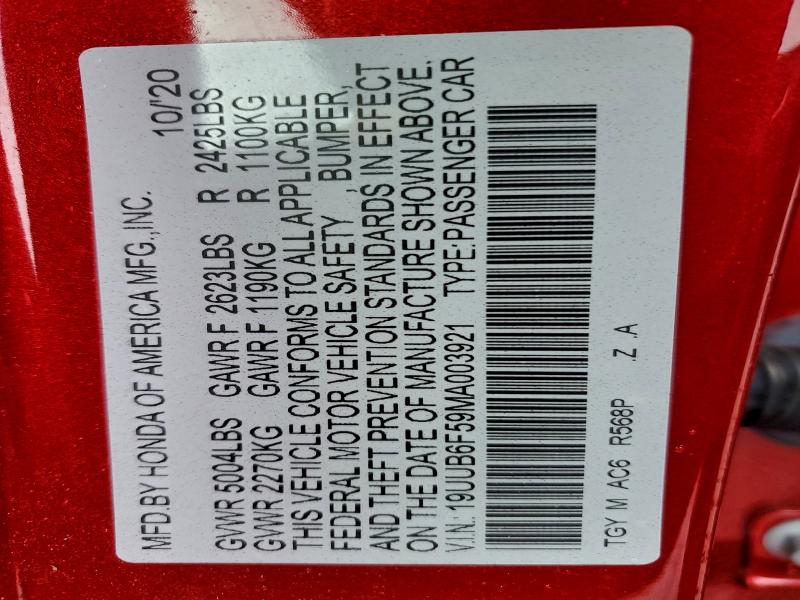 MFD.BY HONDA OF AMERICA MFG.,INC. 10/'20
GVWR 5004LBS GAWR F 2623LBS R 2425LBS
GVWR 2270KG GAWR F 1190KG R 1100KG
THIS VEHICLE CONFORMS TO ALL APPLICABLE
FEDERAL MOTOR VEHICLE SAFETY , BUMPER,
AND THEFT PREVENTION STANDARDS IN EFFECT
ON THE DATE OF MANUFACTURE SHOWN ABOVE.
V.I.N.: 19UUB6F59MA003921 TYPE:PASSENGER CAR
TGY M AC6 R568P .Z .A